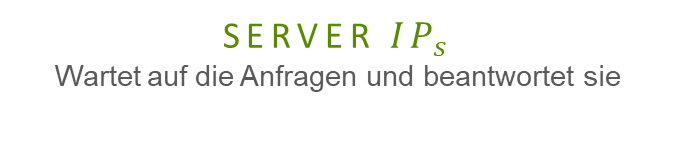 SERVER IPs
Wartet auf die Anfragen und beantwortet sie